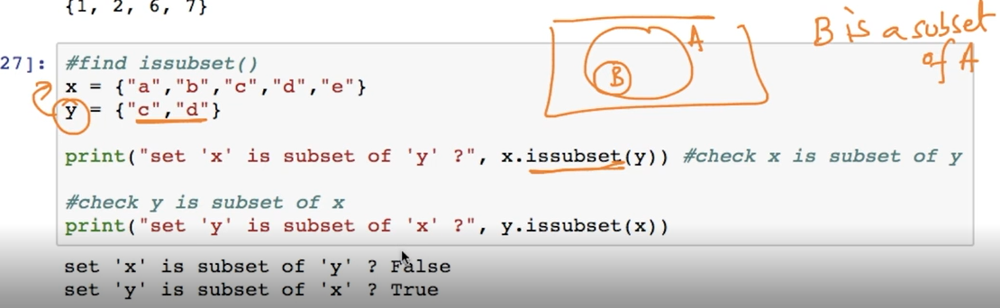 {1, 2, 6, 7}
27]:
#find issubset()
x = {"a","b","c","d","e"}
y = {"c","d"}
print("set 'x' is subset of 'y' ?", x.issubset(y)) #check x is subset of y
#check y is subset of x
print("set 'y' is subset of 'x' ?", y.issubset(x))
set 'x' is subset of 'y' ? False
set 'y' is subset of 'x' ? True
A
B
B is a subset
of A